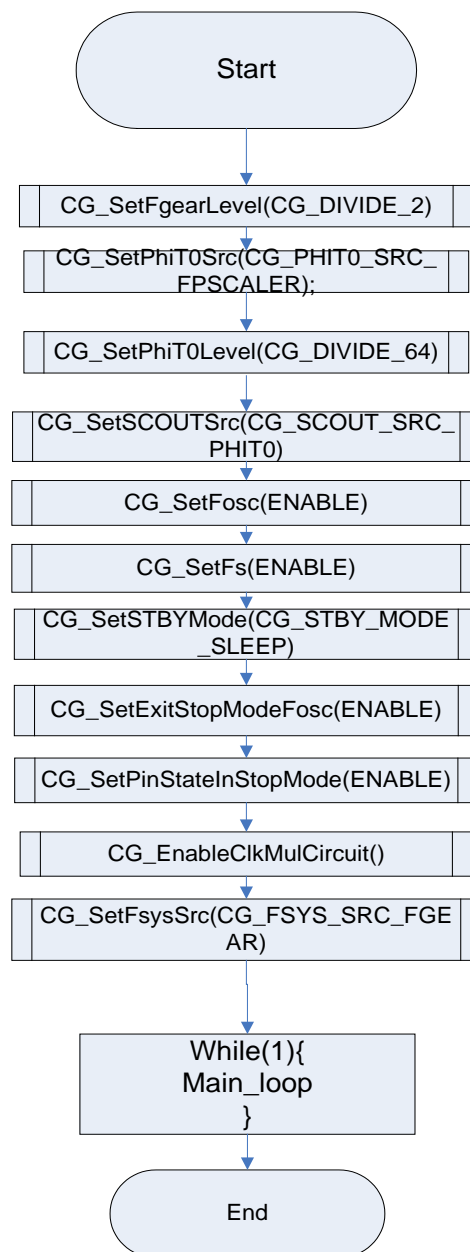 Start
CG_SetFgearLevel(CG_DIVIDE_2)
CG_SetPhiT0Src(CG_PHIT0_SRC_
FPSCALER);
CG_SetPhiT0Level(CG_DIVIDE_64)
CG_SetSCOUTSrc(CG_SCOUT_SRC_
PHIT0)
CG_SetFosc(ENABLE)
CG_SetFs(ENABLE)
CG_SetSTBYMode(CG_STBY_MODE
_SLEEP)
CG_SetExitStopModeFosc(ENABLE)
CG_SetPinStateInStopMode(ENABLE)
CG_EnableClkMulCircuit()
CG_SetFsysSrc(CG_FSYS_SRC_FGE
AR)
While(1){
Main_loop
}
End